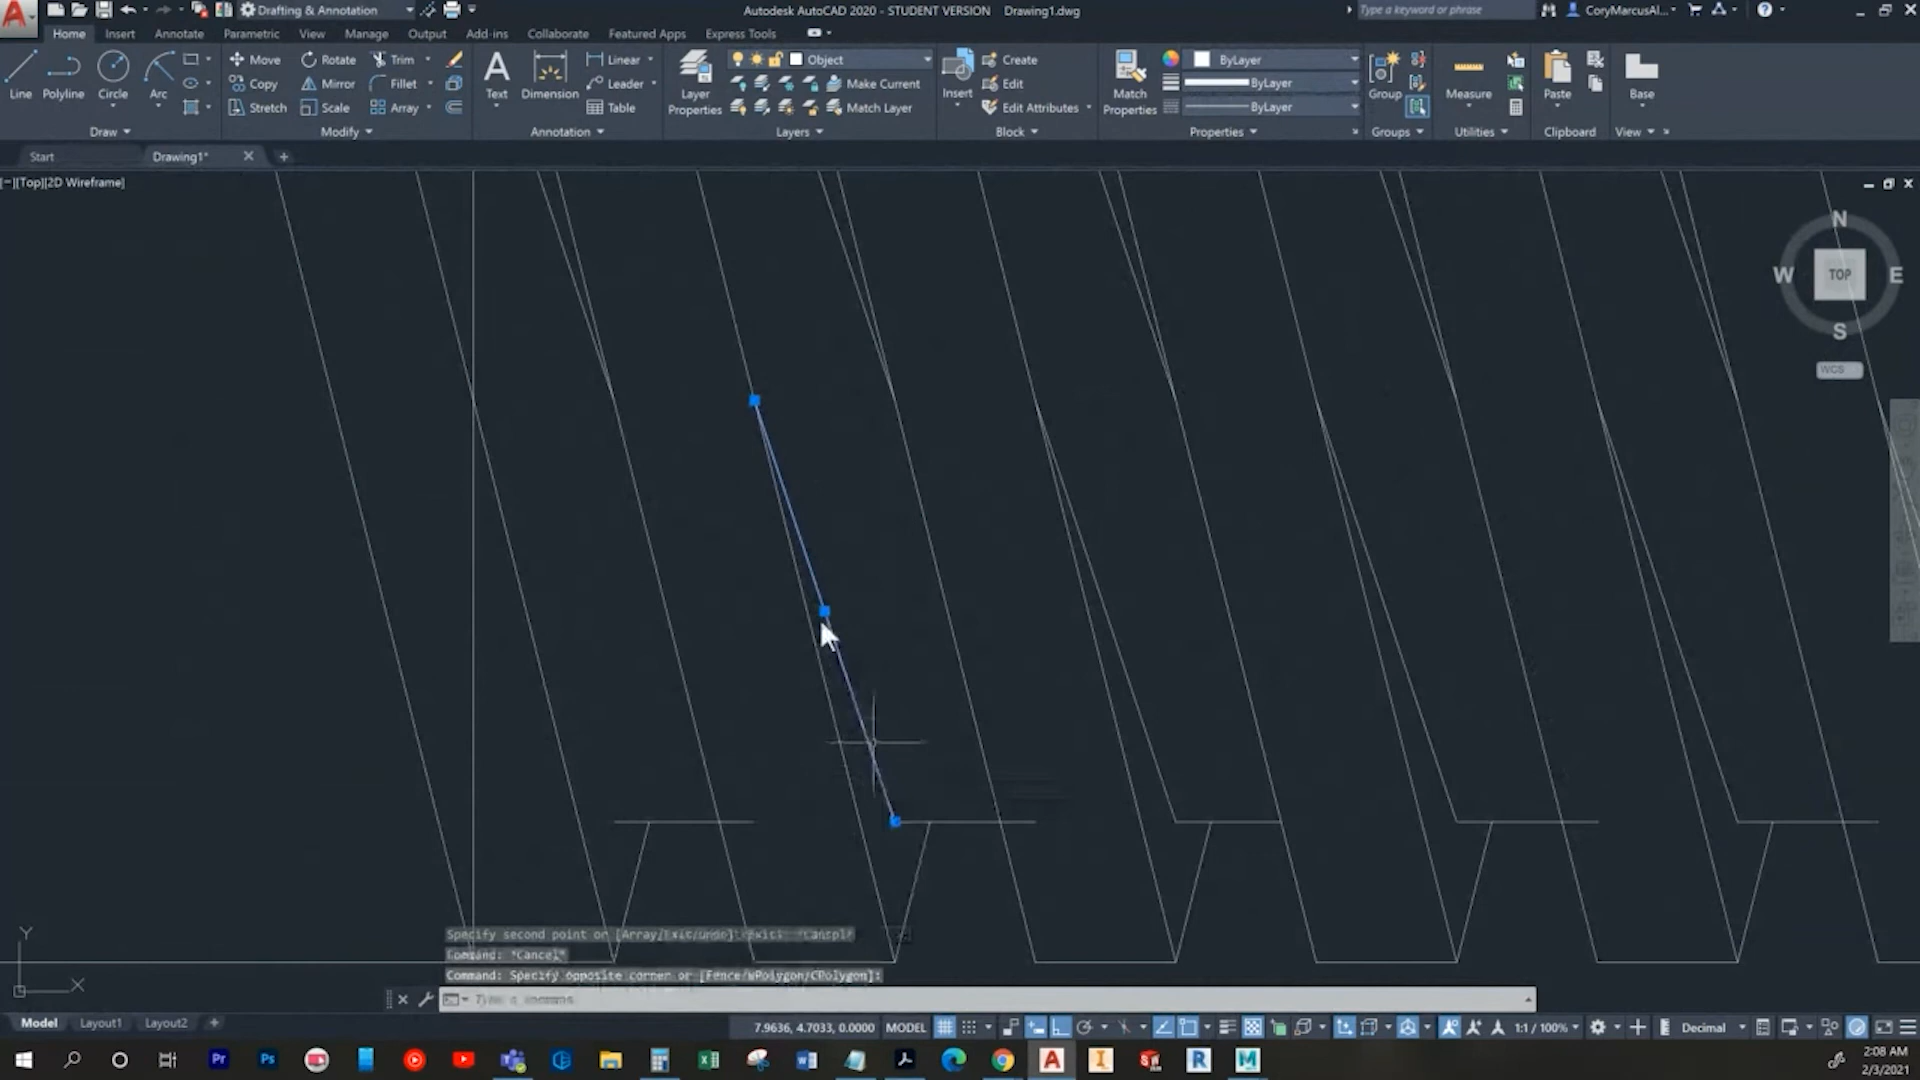 Drafting & Annotation
Autodesk AutoCAD 2020 - STUDENT VERSION Drawing1.dwg
Type a keyword or phrase
CoryMarcusAl...
Home Insert Annotate Parametric View Manage Output Add-ins Collaborate Featured Apps Express Tools
Line Polyline Circle Arc
Move Rotate Trim
Copy Mirror Fillet
Stretch Scale Array
Text Dimension
Linear
Leader
Table
Layer Properties
Object
Make Current
Match Layer
Insert
Create
Edit
Edit Attributes
Match Properties
ByLayer
ByLayer
ByLayer
Group
Measure
Paste
Base
Draw Modify Annotation Layers Block Properties Groups Utilities Clipboard View
Start Drawing1*
[−][Top][2D Wireframe]
N
W TOP E
S
WCS
Y
X
Command: *Cancel*
Command: Specify opposite corner or [Fence/WPolygon/CPolygon]:
Type a command
Model Layout1 Layout2
7.9636, 4.7033, 0.0000 MODEL
1:1 / 100%
Decimal
2:08 AM
2/3/2021